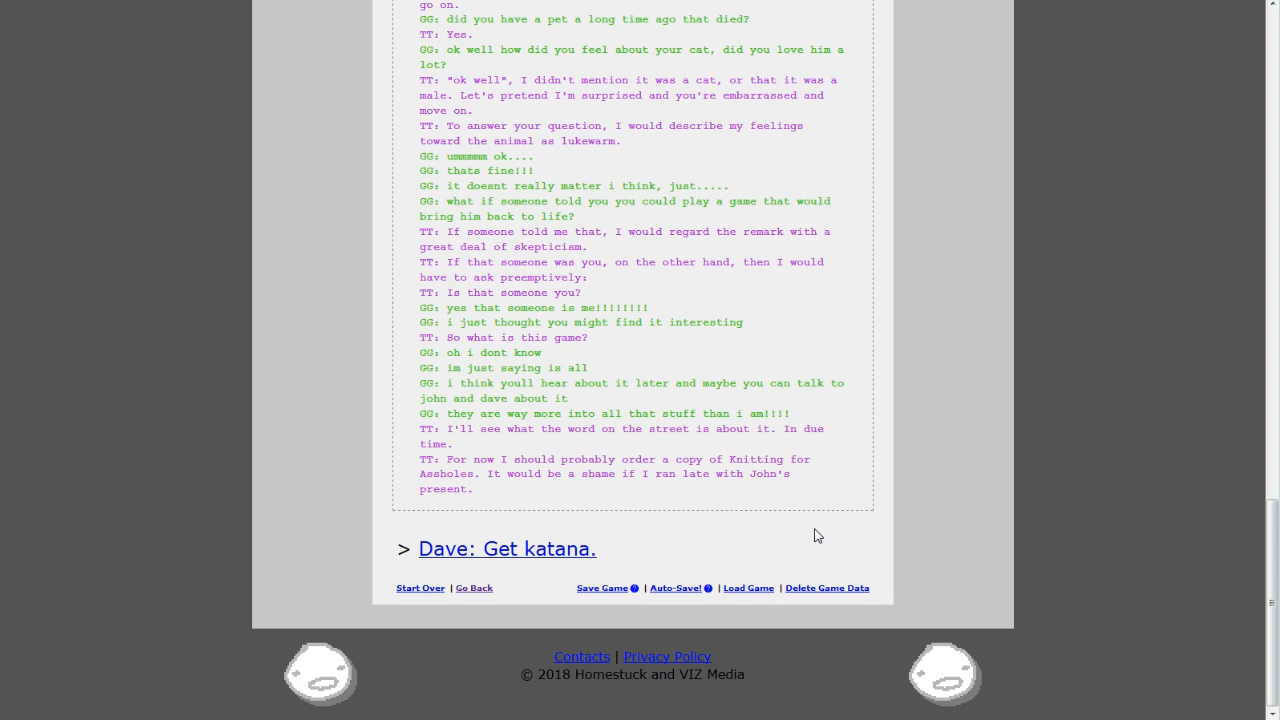 go on.
GG: did you have a pet a long time ago that died?
TT: Yes.
GG: ok well how did you feel about your cat, did you love him a
lot?
TT: "ok well", I didn't mention it was a cat, or that it was a
male. Let's pretend I'm surprised and you're embarrassed and
move on.
TT: To answer your question, I would describe my feelings
toward the animal as lukewarm.
GG: ummmmm ok....
GG: thats fine!!!
GG: it doesnt really matter i think, just.....
GG: what if someone told you you could play a game that would
bring him back to life?
TT: If someone told me that, I would regard the remark with a
great deal of skepticism.
TT: If that someone was you, on the other hand, then I would
have to ask preemptively:
TT: Is that someone you?
GG: yes that someone is me!!!!!!!!
GG: i just thought you might find it interesting
TT: So what is this game?
GG: oh i dont know
GG: im just saying is all
GG: i think youll hear about it later and maybe you can talk to
john and dave about it
GG: they are way more into all that stuff than i am!!!!
TT: I'll see what the word on the street is about it. In due
time.
TT: For now I should probably order a copy of Knitting for
Assholes. It would be a shame if I ran late with John's
present.
> Dave: Get katana.
Start Over | Go Back Save Game ? | Auto-Save! ? | Load Game | Delete Game Data
Contacts | Privacy Policy
© 2018 Homestuck and VIZ Media